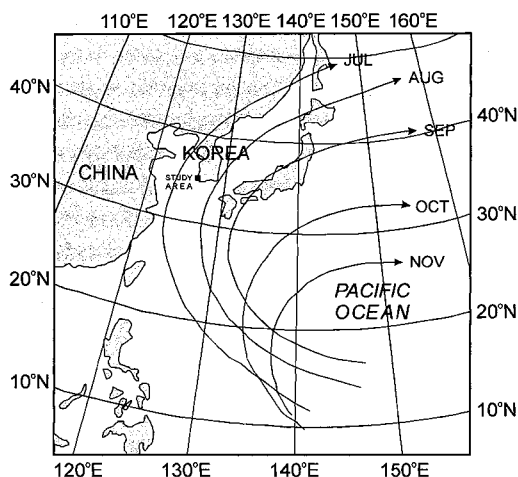 110°E 120°E 130°E 140°E 150°E 160°E
JUL
AUG
40°N
40°N
SEP
KOREA
CHINA
STUDY
AREA
30°N
OCT
30°N
NOV
20°N
PACIFIC
OCEAN
20°N
10°N
10°N
120°E 130°E 140°E 150°E